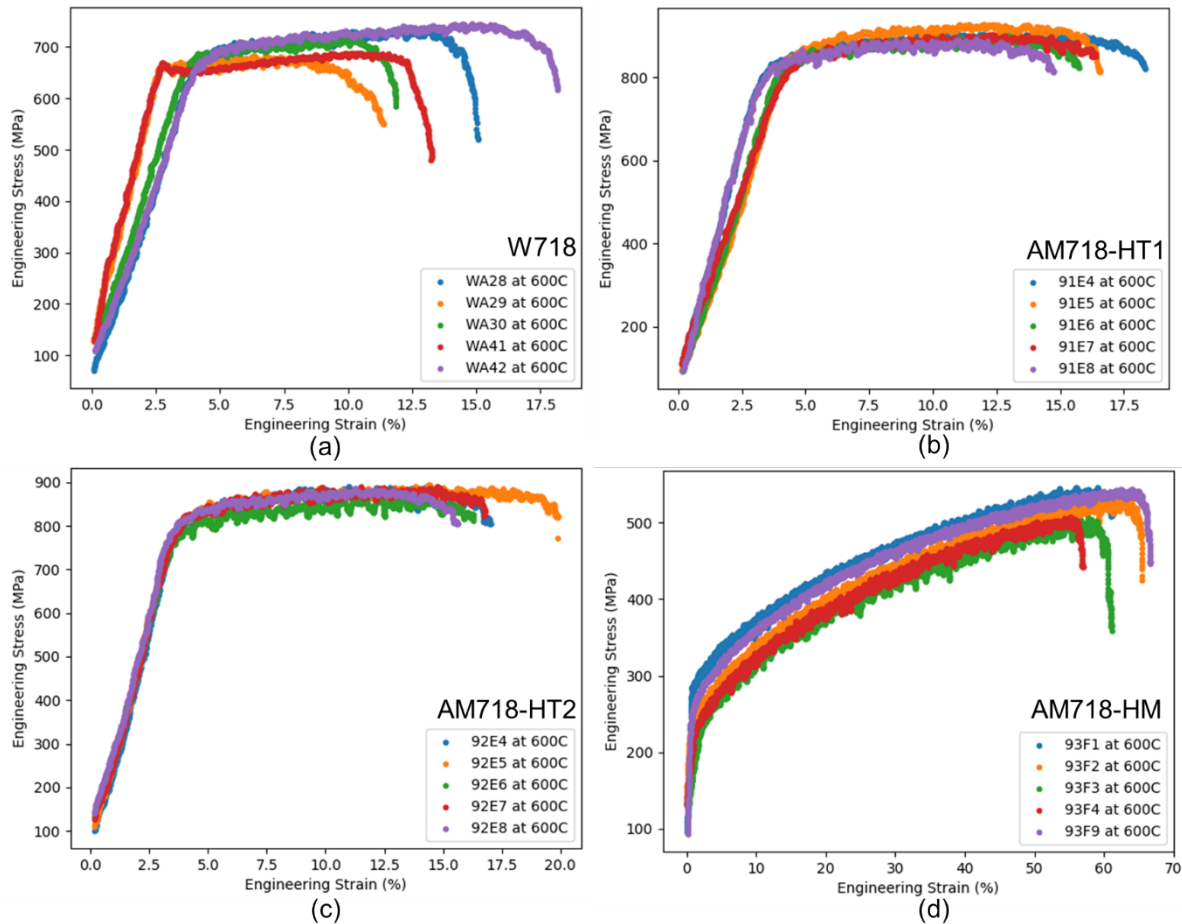 700
600
500
400
300
200
100
Engineering Stress (MPa)
W718
WA28 at 600C
WA29 at 600C
WA30 at 600C
WA41 at 600C
WA42 at 600C
0.0 2.5 5.0 7.5 10.0 12.5 15.0 17.5
Engineering Strain (%)
(a)
800
600
400
200
Engineering Stress (MPa)
AM718-HT1
91E4 at 600C
91E5 at 600C
91E6 at 600C
91E7 at 600C
91E8 at 600C
0.0 2.5 5.0 7.5 10.0 12.5 15.0 17.5
Engineering Strain (%)
(b)
900
800
700
600
500
400
300
200
100
Engineering Stress (MPa)
AM718-HT2
92E4 at 600C
92E5 at 600C
92E6 at 600C
92E7 at 600C
92E8 at 600C
0.0 2.5 5.0 7.5 10.0 12.5 15.0 17.5 20.0
Engineering Strain (%)
(c)
500
400
300
200
100
Engineering Stress (MPa)
AM718-HM
93F1 at 600C
93F2 at 600C
93F3 at 600C
93F4 at 600C
93F9 at 600C
0 10 20 30 40 50 60 70
Engineering Strain (%)
(d)